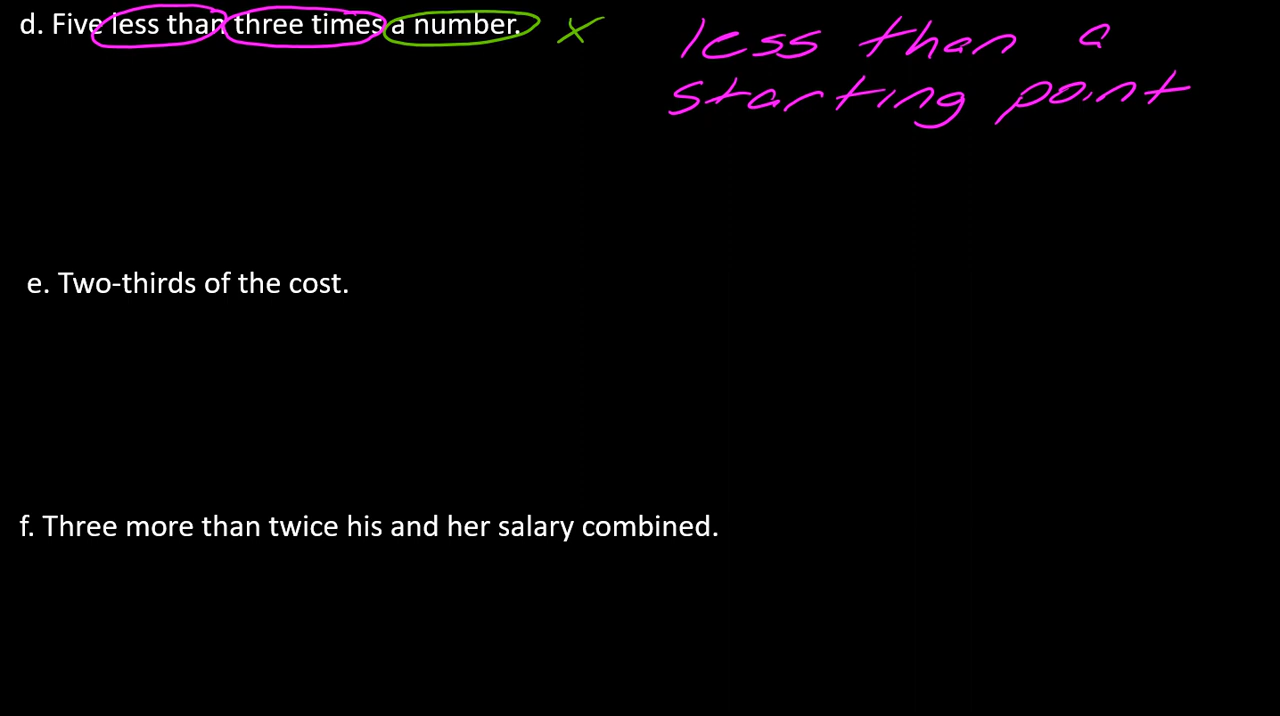 d. Five less than three times a number. x
less than a
starting point
e. Two-thirds of the cost.
f. Three more than twice his and her salary combined.